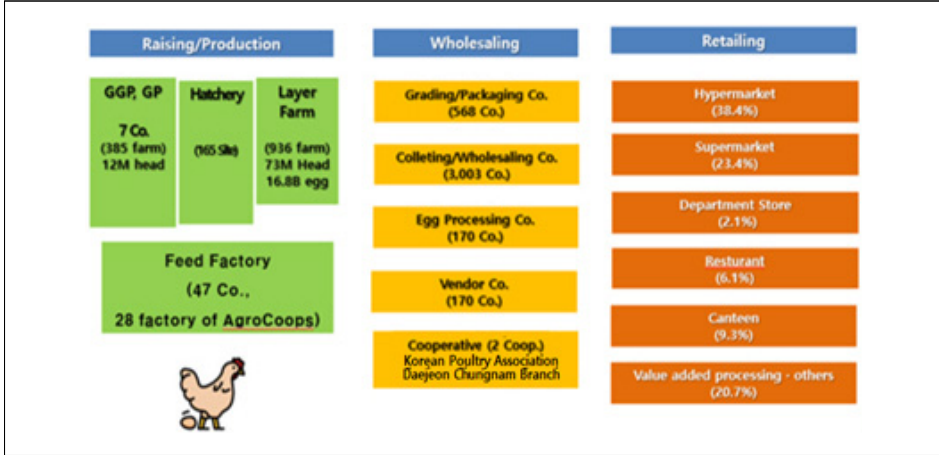 Raising/Production
GGP, GP
7 Co.
(385 farm)
12M head
Hatchery
(165 Site)
Layer
Farm
(936 farm)
73M Head
16.8B egg
Feed Factory
(47 Co.,
28 factory of AgroCoops)
Wholesaling
Grading/Packaging Co.
(568 Co.)
Colleting/Wholesaling Co.
(3,003 Co.)
Egg Processing Co.
(170 Co.)
Vendor Co.
(170 Co.)
Cooperative (2 Coop.)
Korean Poultry Association
Daejeon Chungnam Branch
Retailing
Hypermarket
(38.4%)
Supermarket
(23.4%)
Department Store
(2.1%)
Resturant
(6.1%)
Canteen
(9.3%)
Value added processing - others
(20.7%)